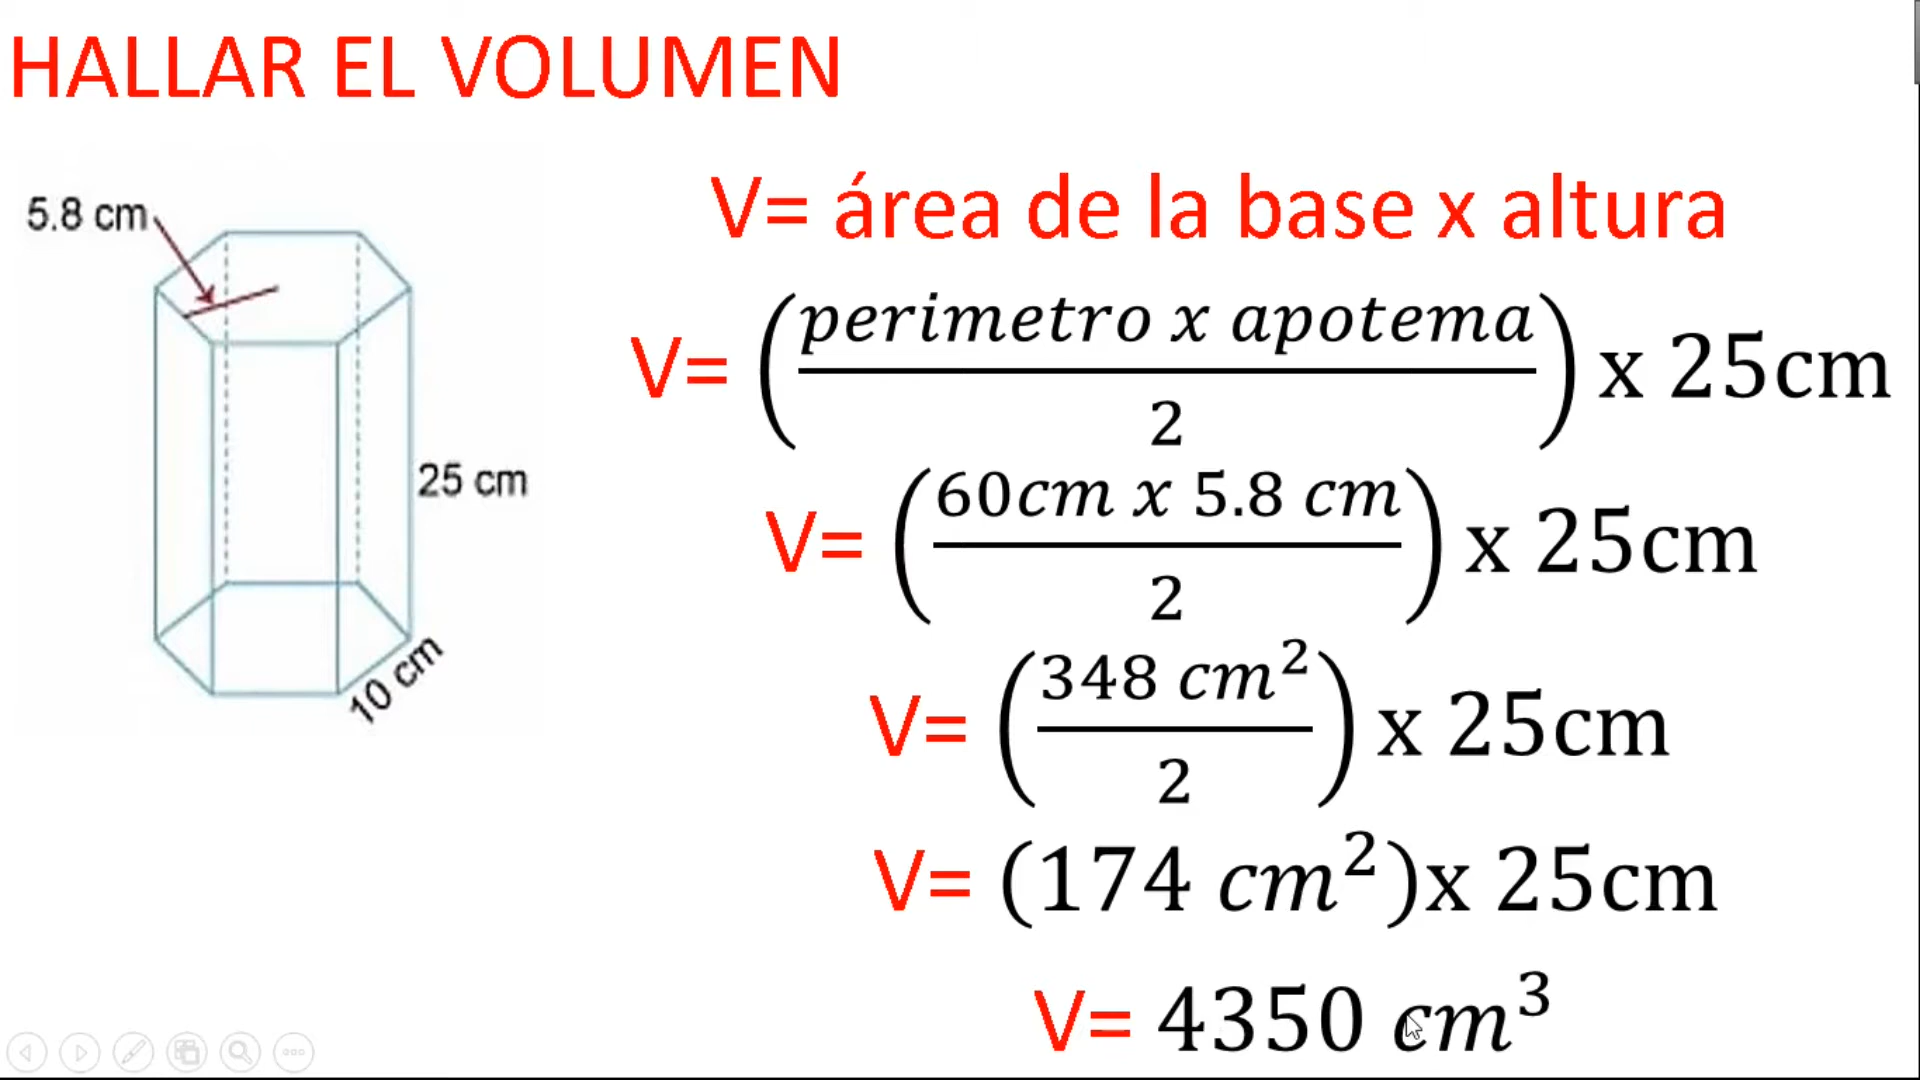 HALLAR EL VOLUMEN
5.8 cm
25 cm
10 cm
V= área de la base x altura
V= (perimetro x apotema / 2) x 25cm
V= (60cm x 5.8 cm / 2) x 25cm
V= (348 cm² / 2) x 25cm
V= (174 cm²)x 25cm
V= 4350 cm³